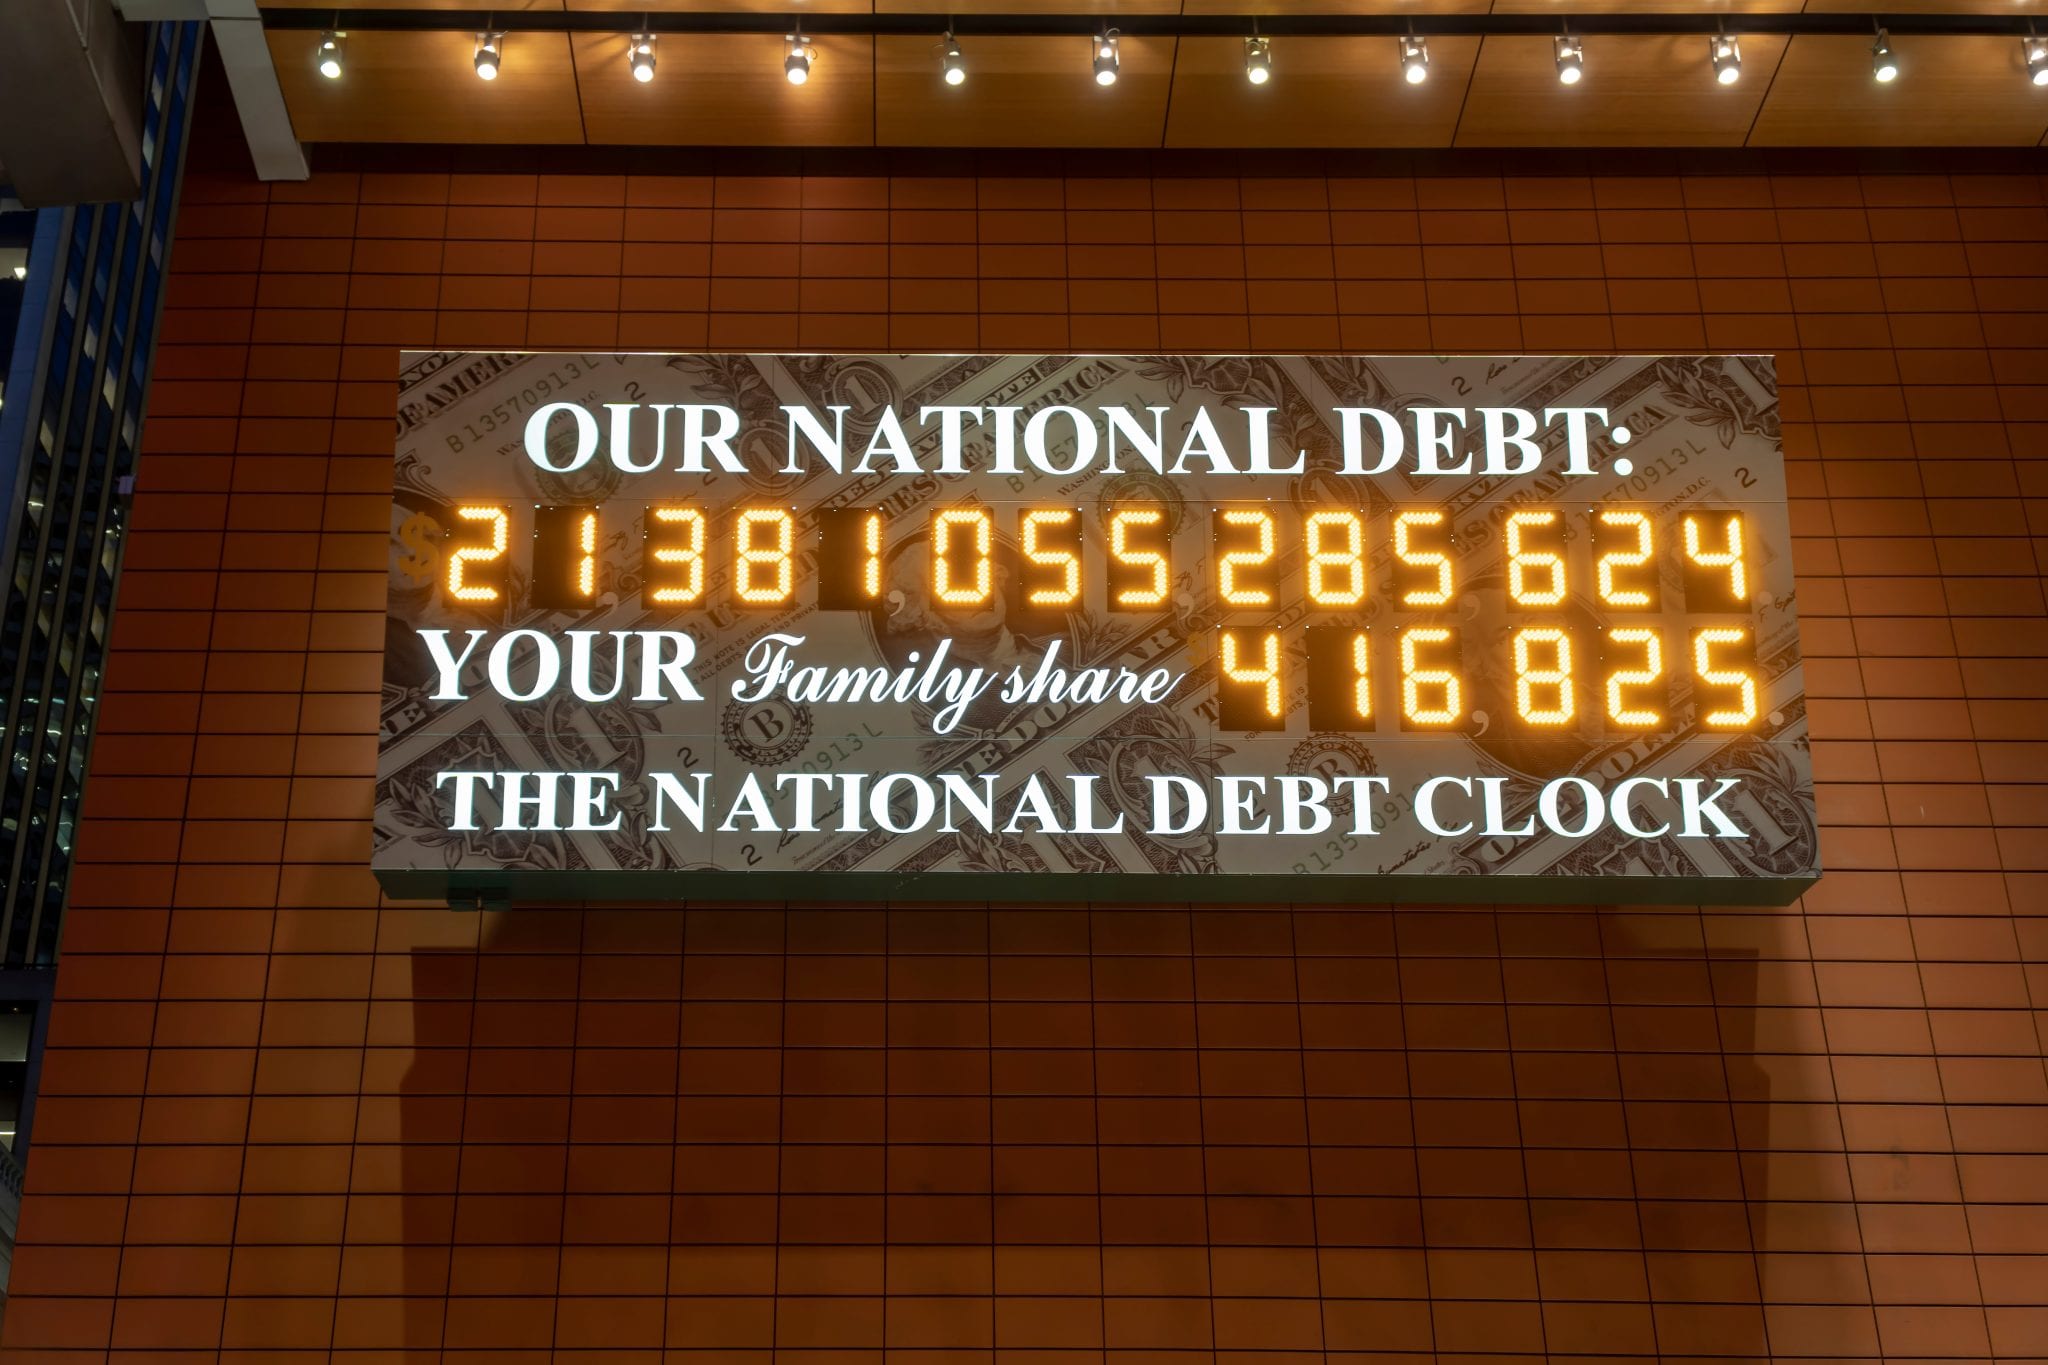 OUR NATIONAL DEBT:
$21,381,055,285,624
YOUR Family share $416,825
THE NATIONAL DEBT CLOCK